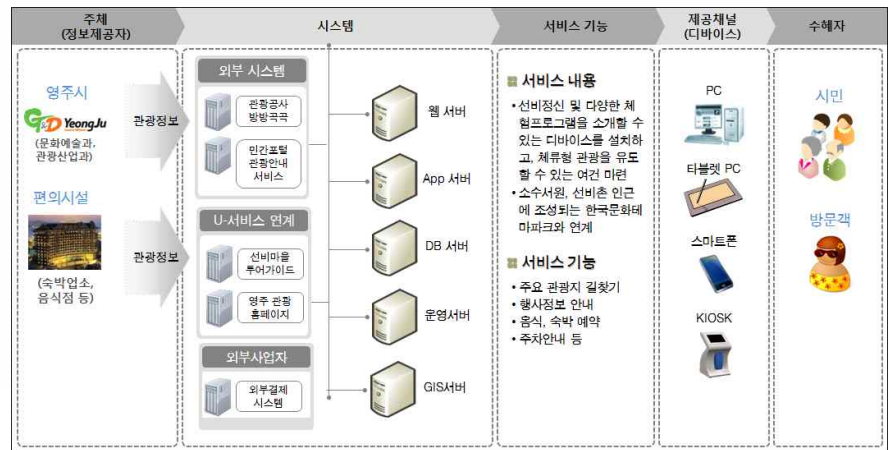 주체
(정보제공자)
시스템
서비스 기능
제공채널
(디바이스)
수혜자
영주시
G&D YeongJu
(문화예술과,
관광산업과)
편의시설
(숙박업소,
음식점 등)
관광정보
관광정보
외부 시스템
관광공사
방방곡곡
민간포털
관광안내
서비스
U-서비스 연계
선비마을
투어가이드
영주 관광
홈페이지
외부사업자
외부결제
시스템
웹 서버
App 서버
DB 서버
운영서버
GIS서버
서비스 내용
• 선비정신 및 다양한 체
험프로그램을 소개할 수
있는 디바이스를 설치하
고, 체류형 관광을 유도
할 수 있는 여건 마련
• 소수서원, 선비촌 인근
에 조성되는 한국문화테
마파크와 연계
서비스 기능
• 주요 관광지 길찾기
• 행사정보 안내
• 음식, 숙박 예약
• 주차안내 등
PC
타블렛 PC
스마트폰
KIOSK
시민
방문객